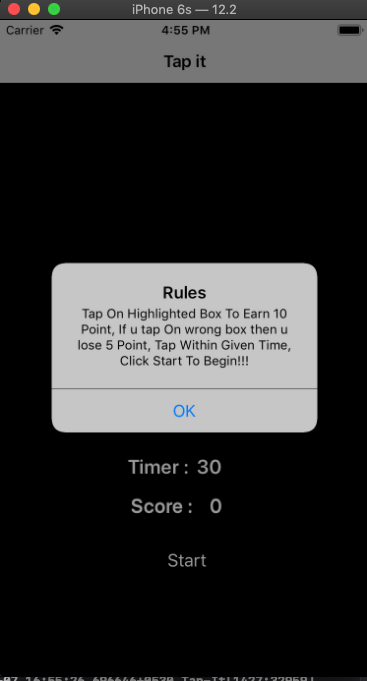 iPhone 6s — 12.2
Carrier 4:55 PM
Tap it
Rules
Tap On Highlighted Box To Earn 10
Point, If u tap On wrong box then u
lose 5 Point, Tap Within Given Time,
Click Start To Begin!!!
OK
Timer : 30
Score : 0
Start